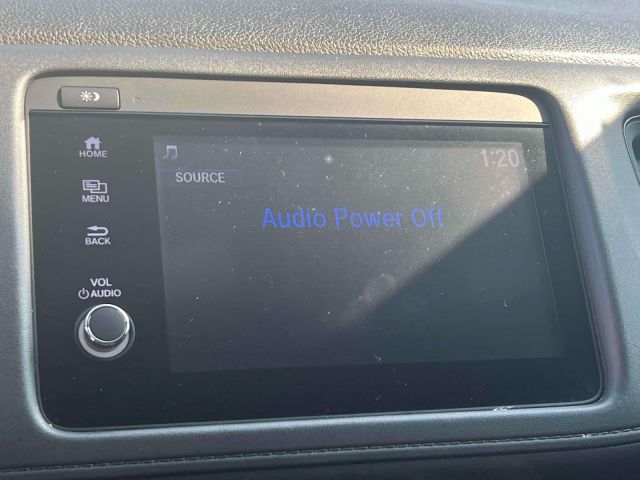 HOME
MENU
BACK
VOL
AUDIO
SOURCE
1:20
Audio Power Off